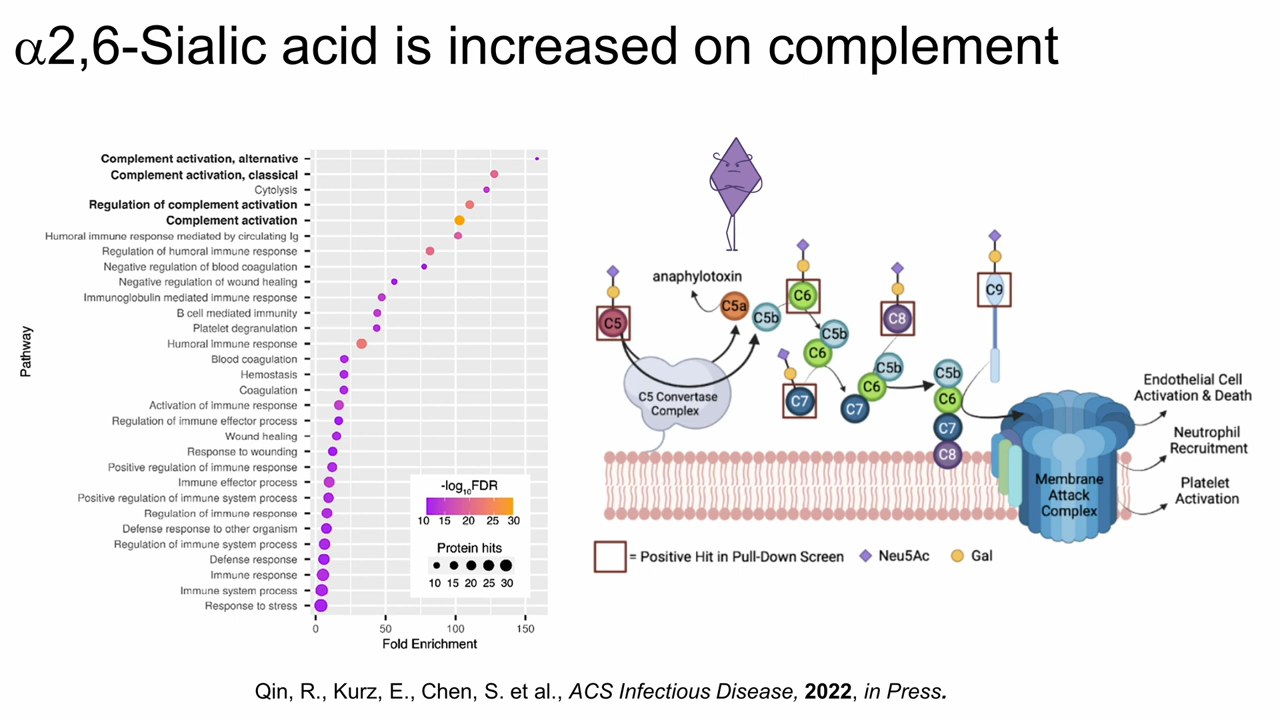 α2,6-Sialic acid is increased on complement
Pathway
Complement activation, alternative
Complement activation, classical
Cytolysis
Regulation of complement activation
Complement activation
Humoral immune response mediated by circulating Ig
Regulation of humoral immune response
Negative regulation of blood coagulation
Negative regulation of wound healing
Immunoglobulin mediated immune response
B cell mediated immunity
Platelet degranulation
Humoral immune response
Blood coagulation
Hemostasis
Coagulation
Activation of immune response
Regulation of immune effector process
Wound healing
Response to wounding
Positive regulation of immune response
Immune effector process
Positive regulation of immune system process
Regulation of immune response
Defense response to other organism
Regulation of immune system process
Defense response
Immune response
Immune system process
Response to stress
0 50 100 150
Fold Enrichment
-log10FDR
10 15 20 25 30
Protein hits
10 15 20 25 30
anaphylotoxin
C5
C5a
C5b
C6
C5b
C6
C7
C7
C8
C5b
C6
C9
C5b
C6
C7
C8
C5 Convertase
Complex
Membrane
Attack
Complex
Endothelial Cell
Activation & Death
Neutrophil
Recruitment
Platelet
Activation
= Positive Hit in Pull-Down Screen
Neu5Ac
Gal
Qin, R., Kurz, E., Chen, S. et al., ACS Infectious Disease, 2022, in Press.